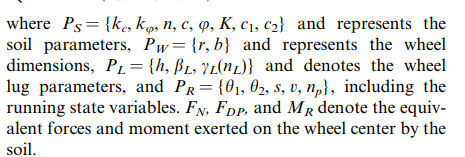 where P_S = {k_c, k_φ, n, c, φ, K, c_1, c_2} and represents the
soil parameters, P_W = {r, b} and represents the wheel
dimensions, P_L = {h, β_L, γ_L(n_L)} and denotes the wheel
lug parameters, and P_R = {θ_1, θ_2, s, υ, n_p}, including the
running state variables. F_N, F_DP, and M_R denote the equiv-
alent forces and moment exerted on the wheel center by the
soil.